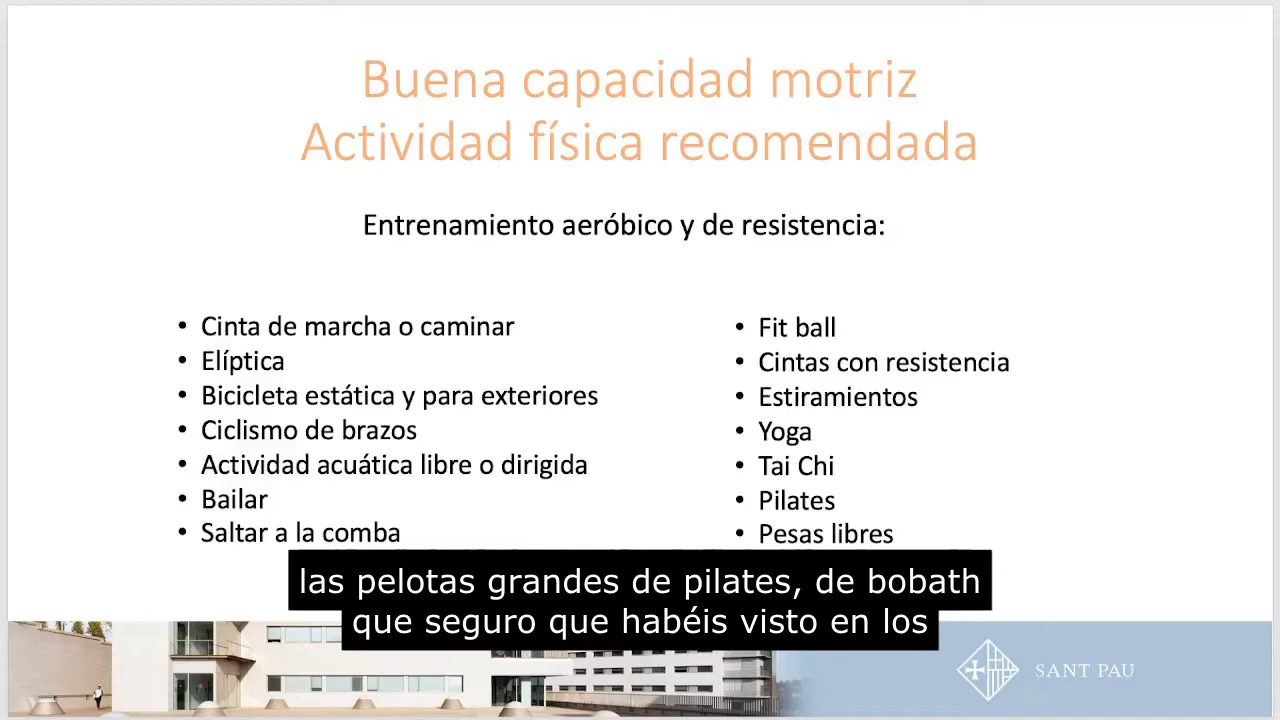 Buena capacidad motriz
Actividad física recomendada
Entrenamiento aeróbico y de resistencia:
• Cinta de marcha o caminar
• Elíptica
• Bicicleta estática y para exteriores
• Ciclismo de brazos
• Actividad acuática libre o dirigida
• Bailar
• Saltar a la comba
• Fit ball
• Cintas con resistencia
• Estiramientos
• Yoga
• Tai Chi
• Pilates
• Pesas libres
las pelotas grandes de pilates, de bobath
que seguro que habéis visto en los
SANT PAU